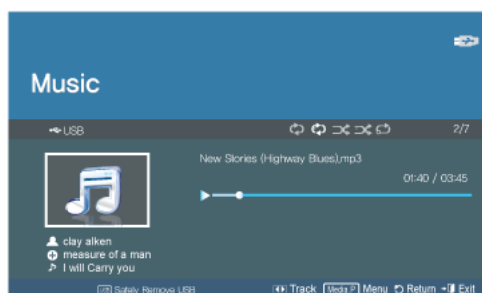 Music
USB
2/7
New Stories (Highway Blues),mp3
01:40 / 03:45
clay aiken
measure of a man
I will Carry you
Safely Remove USB
Track Media.P Menu Return Exit